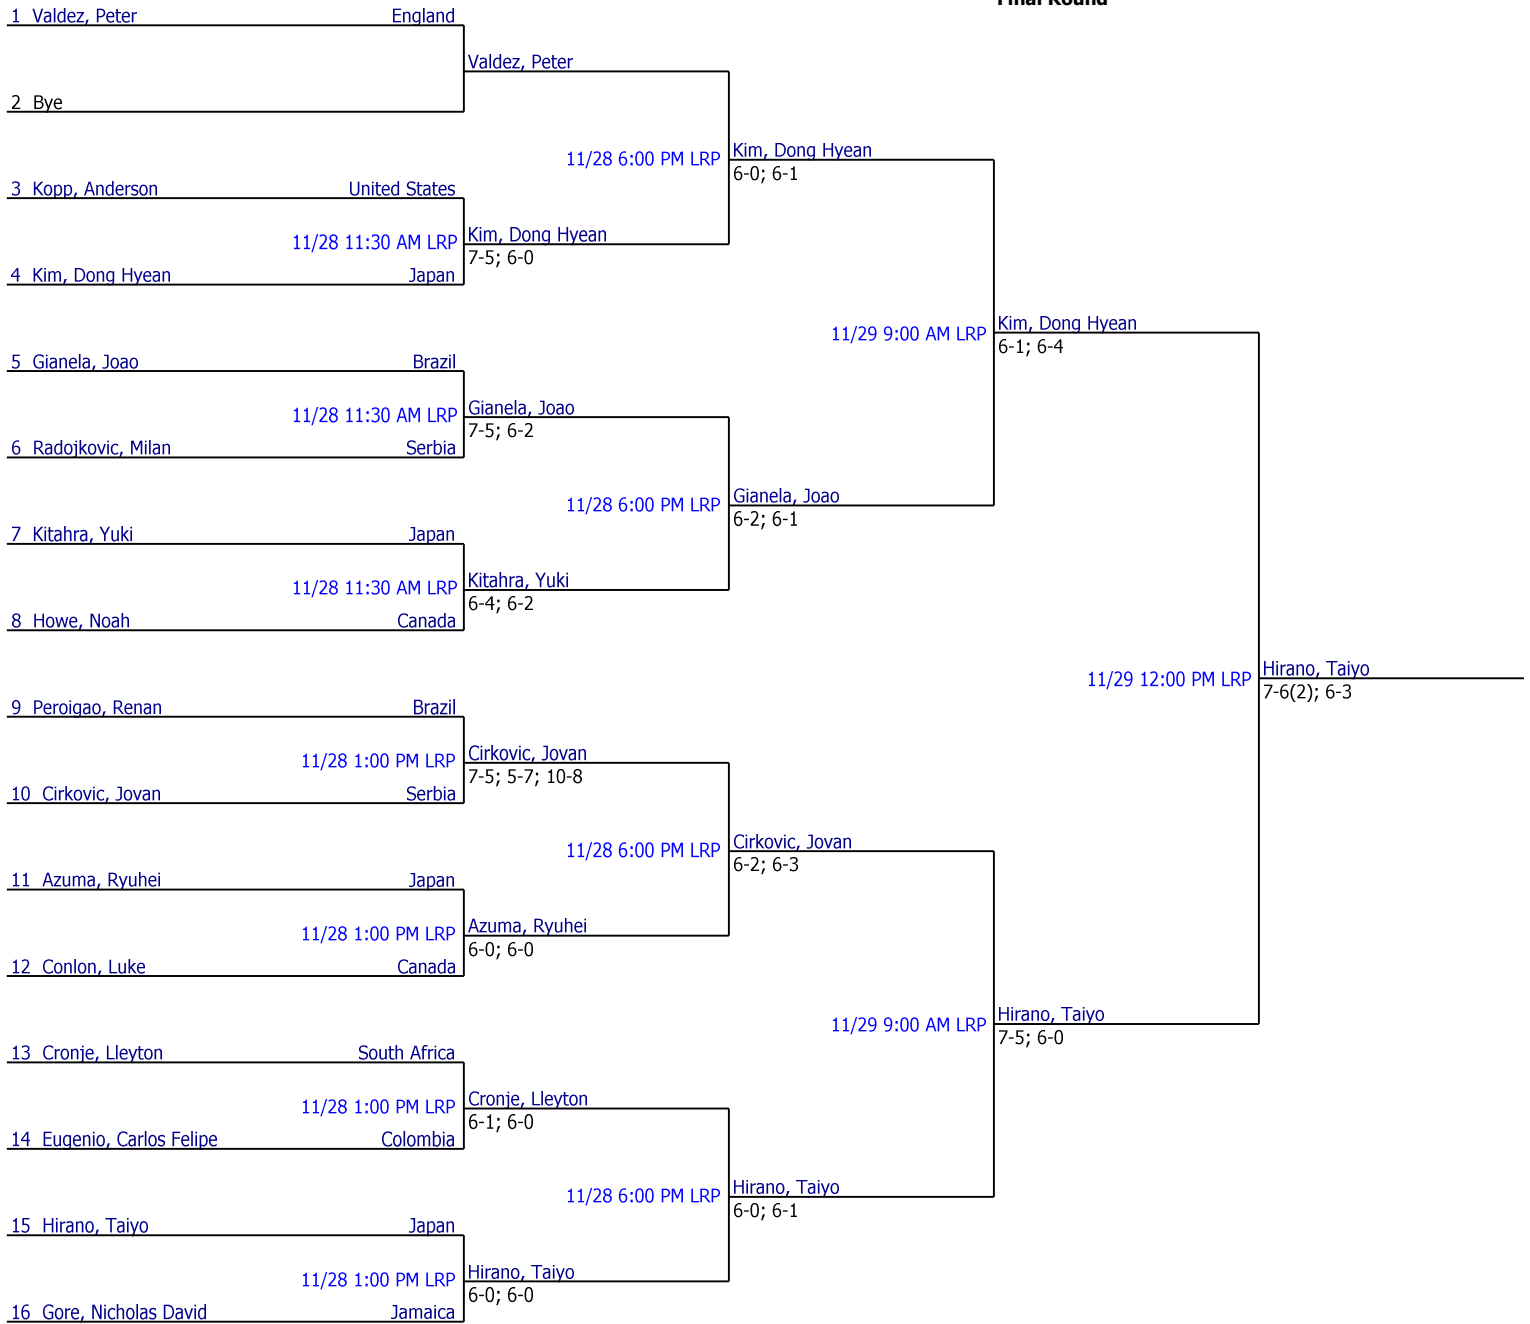 Final Round
1 Valdez, Peter England
Valdez, Peter
2 Bye
11/28 6:00 PM LRP Kim, Dong Hyean
6-0; 6-1
3 Kopp, Anderson United States
11/28 11:30 AM LRP Kim, Dong Hyean
7-5; 6-0
4 Kim, Dong Hyean Japan
11/29 9:00 AM LRP Kim, Dong Hyean
6-1; 6-4
5 Gianela, Joao Brazil
11/28 11:30 AM LRP Gianela, Joao
7-5; 6-2
6 Radojkovic, Milan Serbia
11/28 6:00 PM LRP Gianela, Joao
6-2; 6-1
7 Kitahra, Yuki Japan
11/28 11:30 AM LRP Kitahra, Yuki
6-4; 6-2
8 Howe, Noah Canada
11/29 12:00 PM LRP Hirano, Taiyo
7-6(2); 6-3
9 Peroigao, Renan Brazil
11/28 1:00 PM LRP Cirkovic, Jovan
7-5; 5-7; 10-8
10 Cirkovic, Jovan Serbia
11/28 6:00 PM LRP Cirkovic, Jovan
6-2; 6-3
11 Azuma, Ryuhei Japan
11/28 1:00 PM LRP Azuma, Ryuhei
6-0; 6-0
12 Conlon, Luke Canada
11/29 9:00 AM LRP Hirano, Taiyo
7-5; 6-0
13 Cronje, Lleyton South Africa
11/28 1:00 PM LRP Cronje, Lleyton
6-1; 6-0
14 Eugenio, Carlos Felipe Colombia
11/28 6:00 PM LRP Hirano, Taiyo
6-0; 6-1
15 Hirano, Taiyo Japan
11/28 1:00 PM LRP Hirano, Taiyo
6-0; 6-0
16 Gore, Nicholas David Jamaica